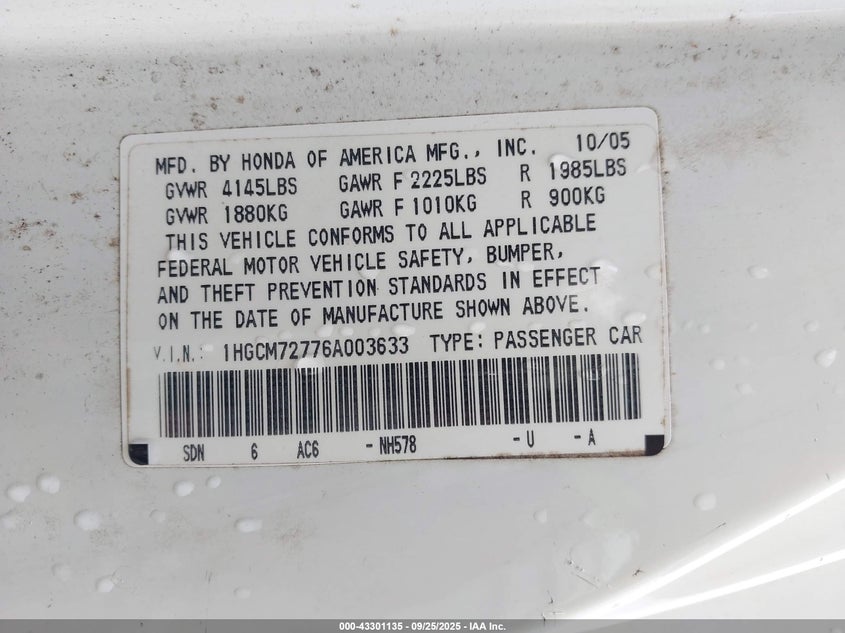 MFD. BY HONDA OF AMERICA MFG., INC. 10/05
GVWR 4145LBS GAWR F 2225LBS R 1985LBS
GVWR 1880KG GAWR F 1010KG R 900KG
THIS VEHICLE CONFORMS TO ALL APPLICABLE
FEDERAL MOTOR VEHICLE SAFETY, BUMPER,
AND THEFT PREVENTION STANDARDS IN EFFECT
ON THE DATE OF MANUFACTURE SHOWN ABOVE.
V.I.N.: 1HGCM72776A003633 TYPE: PASSENGER CAR
SDN 6 AC6 - NH578 - U - A
000-43301135 - 09/25/2025 - IAA Inc.